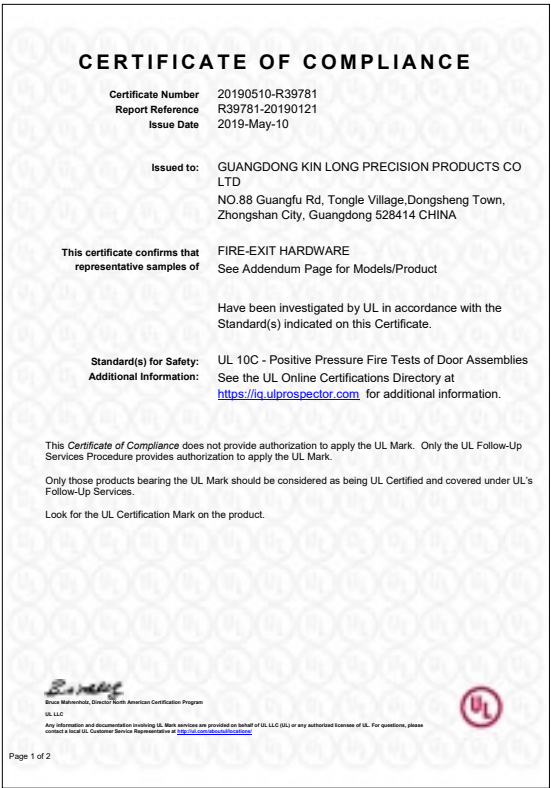 CERTIFICATE OF COMPLIANCE
Certificate Number 20190510-R39781
Report Reference R39781-20190121
Issue Date 2019-May-10
Issued to: GUANGDONG KIN LONG PRECISION PRODUCTS CO
LTD
NO.88 Guangfu Rd, Tongle Village,Dongsheng Town,
Zhongshan City, Guangdong 528414 CHINA
This certificate confirms that FIRE-EXIT HARDWARE
representative samples of See Addendum Page for Models/Product
Have been investigated by UL in accordance with the
Standard(s) indicated on this Certificate.
Standard(s) for Safety: UL 10C - Positive Pressure Fire Tests of Door Assemblies
Additional Information: See the UL Online Certifications Directory at
https://iq.ulprospector.com for additional information.
This Certificate of Compliance does not provide authorization to apply the UL Mark. Only the UL Follow-Up
Services Procedure provides authorization to apply the UL Mark.
Only those products bearing the UL Mark should be considered as being UL Certified and covered under UL's
Follow-Up Services.
Look for the UL Certification Mark on the product.
Bruce Mahrenholz, Director North American Certification Program
UL LLC
Any information and documentation involving UL Mark services are provided on behalf of UL LLC (UL) or any authorized licensee of UL. For questions, please
contact a local UL Customer Service Representative at http://ul.com/aboutul/locations/
UL
Page 1 of 2